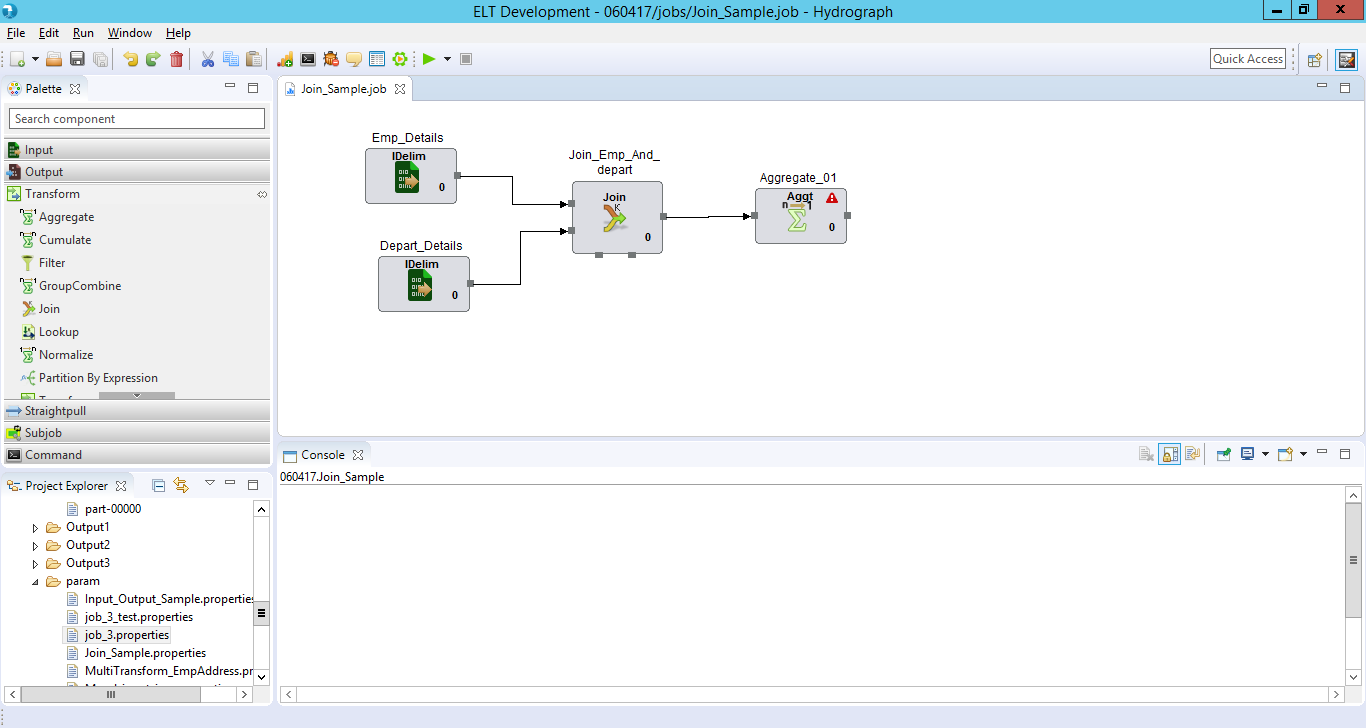 ELT Development - 060417/jobs/Join_Sample.job - Hydrograph
File Edit Run Window Help
Quick Access
Palette
Search component
Input
Output
Transform
Aggregate
Cumulate
Filter
GroupCombine
Join
Lookup
Normalize
Partition By Expression
Straightpull
Subjob
Command
Join_Sample.job
Emp_Details
IDelim
0
Depart_Details
IDelim
0
Join_Emp_And_
depart
Join
K
0
Aggregate_01
Aggt
n 1
0
Project Explorer
part-00000
Output1
Output2
Output3
param
Input_Output_Sample.properties
job_3_test.properties
job_3.properties
Join_Sample.properties
MultiTransform_EmpAddress.pr
Console
060417.Join_Sample